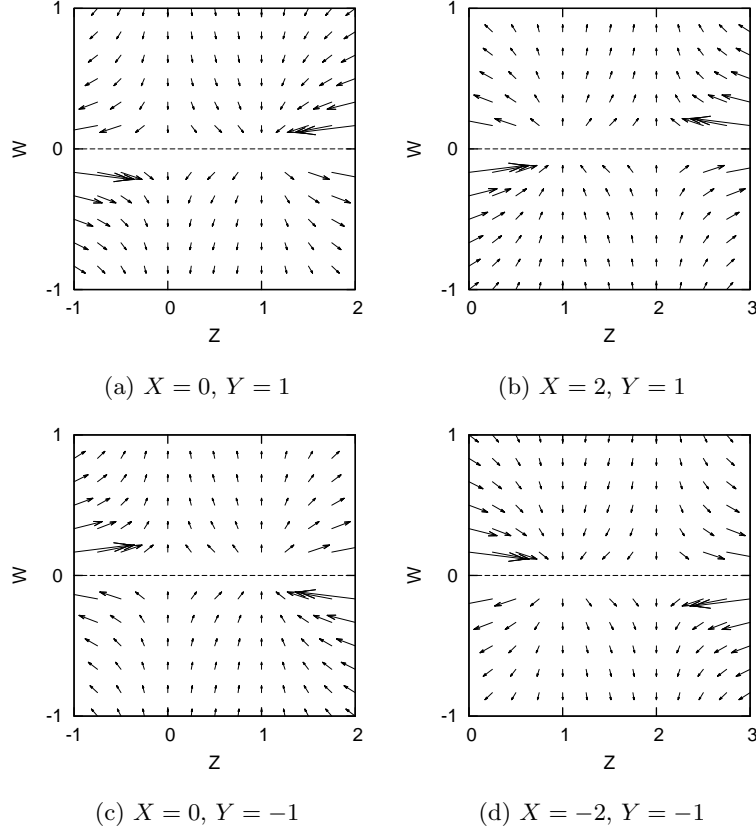 1
W
0
-1
-1 0 1 2
Z
(a) X = 0, Y = 1
1
W
0
-1
0 1 2 3
Z
(b) X = 2, Y = 1
1
W
0
-1
-1 0 1 2
Z
(c) X = 0, Y = −1
1
W
0
-1
0 1 2 3
Z
(d) X = −2, Y = −1